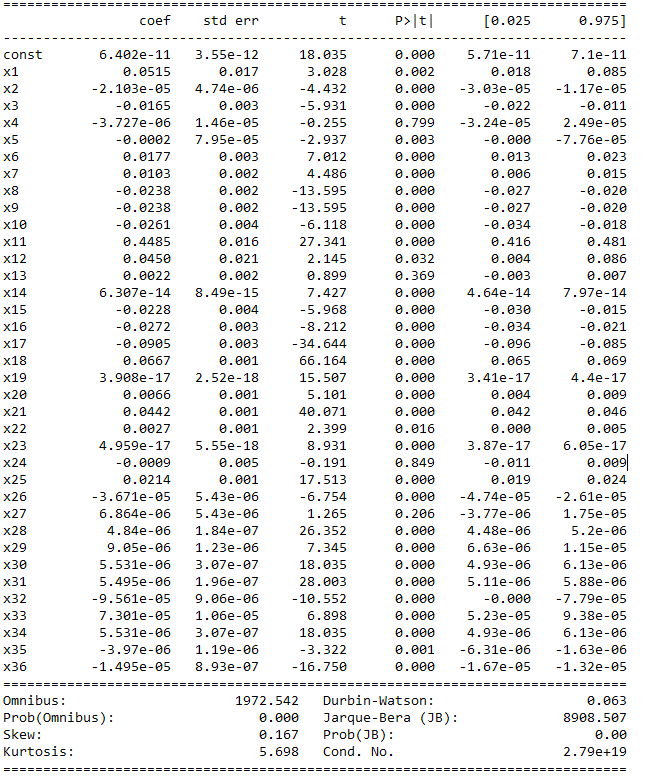 ==============================================================================
coef std err t P>|t| [0.025 0.975]
------------------------------------------------------------------------------
const 6.402e-11 3.55e-12 18.035 0.000 5.71e-11 7.1e-11
x1 0.0515 0.017 3.028 0.002 0.018 0.085
x2 -2.103e-05 4.74e-06 -4.432 0.000 -3.03e-05 -1.17e-05
x3 -0.0165 0.003 -5.931 0.000 -0.022 -0.011
x4 -3.727e-06 1.46e-05 -0.255 0.799 -3.24e-05 2.49e-05
x5 -0.0002 7.95e-05 -2.937 0.003 -0.000 -7.76e-05
x6 0.0177 0.003 7.012 0.000 0.013 0.023
x7 0.0103 0.002 4.486 0.000 0.006 0.015
x8 -0.0238 0.002 -13.595 0.000 -0.027 -0.020
x9 -0.0238 0.002 -13.595 0.000 -0.027 -0.020
x10 -0.0261 0.004 -6.118 0.000 -0.034 -0.018
x11 0.4485 0.016 27.341 0.000 0.416 0.481
x12 0.0450 0.021 2.145 0.032 0.004 0.086
x13 0.0022 0.002 0.899 0.369 -0.003 0.007
x14 6.307e-14 8.49e-15 7.427 0.000 4.64e-14 7.97e-14
x15 -0.0228 0.004 -5.968 0.000 -0.030 -0.015
x16 -0.0272 0.003 -8.212 0.000 -0.034 -0.021
x17 -0.0905 0.003 -34.644 0.000 -0.096 -0.085
x18 0.0667 0.001 66.164 0.000 0.065 0.069
x19 3.908e-17 2.52e-18 15.507 0.000 3.41e-17 4.4e-17
x20 0.0066 0.001 5.101 0.000 0.004 0.009
x21 0.0442 0.001 40.071 0.000 0.042 0.046
x22 0.0027 0.001 2.399 0.016 0.000 0.005
x23 4.959e-17 5.55e-18 8.931 0.000 3.87e-17 6.05e-17
x24 -0.0009 0.005 -0.191 0.849 -0.011 0.009
x25 0.0214 0.001 17.513 0.000 0.019 0.024
x26 -3.671e-05 5.43e-06 -6.754 0.000 -4.74e-05 -2.61e-05
x27 6.864e-06 5.43e-06 1.265 0.206 -3.77e-06 1.75e-05
x28 4.84e-06 1.84e-07 26.352 0.000 4.48e-06 5.2e-06
x29 9.05e-06 1.23e-06 7.345 0.000 6.63e-06 1.15e-05
x30 5.531e-06 3.07e-07 18.035 0.000 4.93e-06 6.13e-06
x31 5.495e-06 1.96e-07 28.003 0.000 5.11e-06 5.88e-06
x32 -9.561e-05 9.06e-06 -10.552 0.000 -0.000 -7.79e-05
x33 7.301e-05 1.06e-05 6.898 0.000 5.23e-05 9.38e-05
x34 5.531e-06 3.07e-07 18.035 0.000 4.93e-06 6.13e-06
x35 -3.97e-06 1.19e-06 -3.322 0.001 -6.31e-06 -1.63e-06
x36 -1.495e-05 8.93e-07 -16.750 0.000 -1.67e-05 -1.32e-05
==============================================================================
Omnibus: 1972.542 Durbin-Watson: 0.063
Prob(Omnibus): 0.000 Jarque-Bera (JB): 8908.507
Skew: 0.167 Prob(JB): 0.00
Kurtosis: 5.698 Cond. No. 2.79e+19
==============================================================================